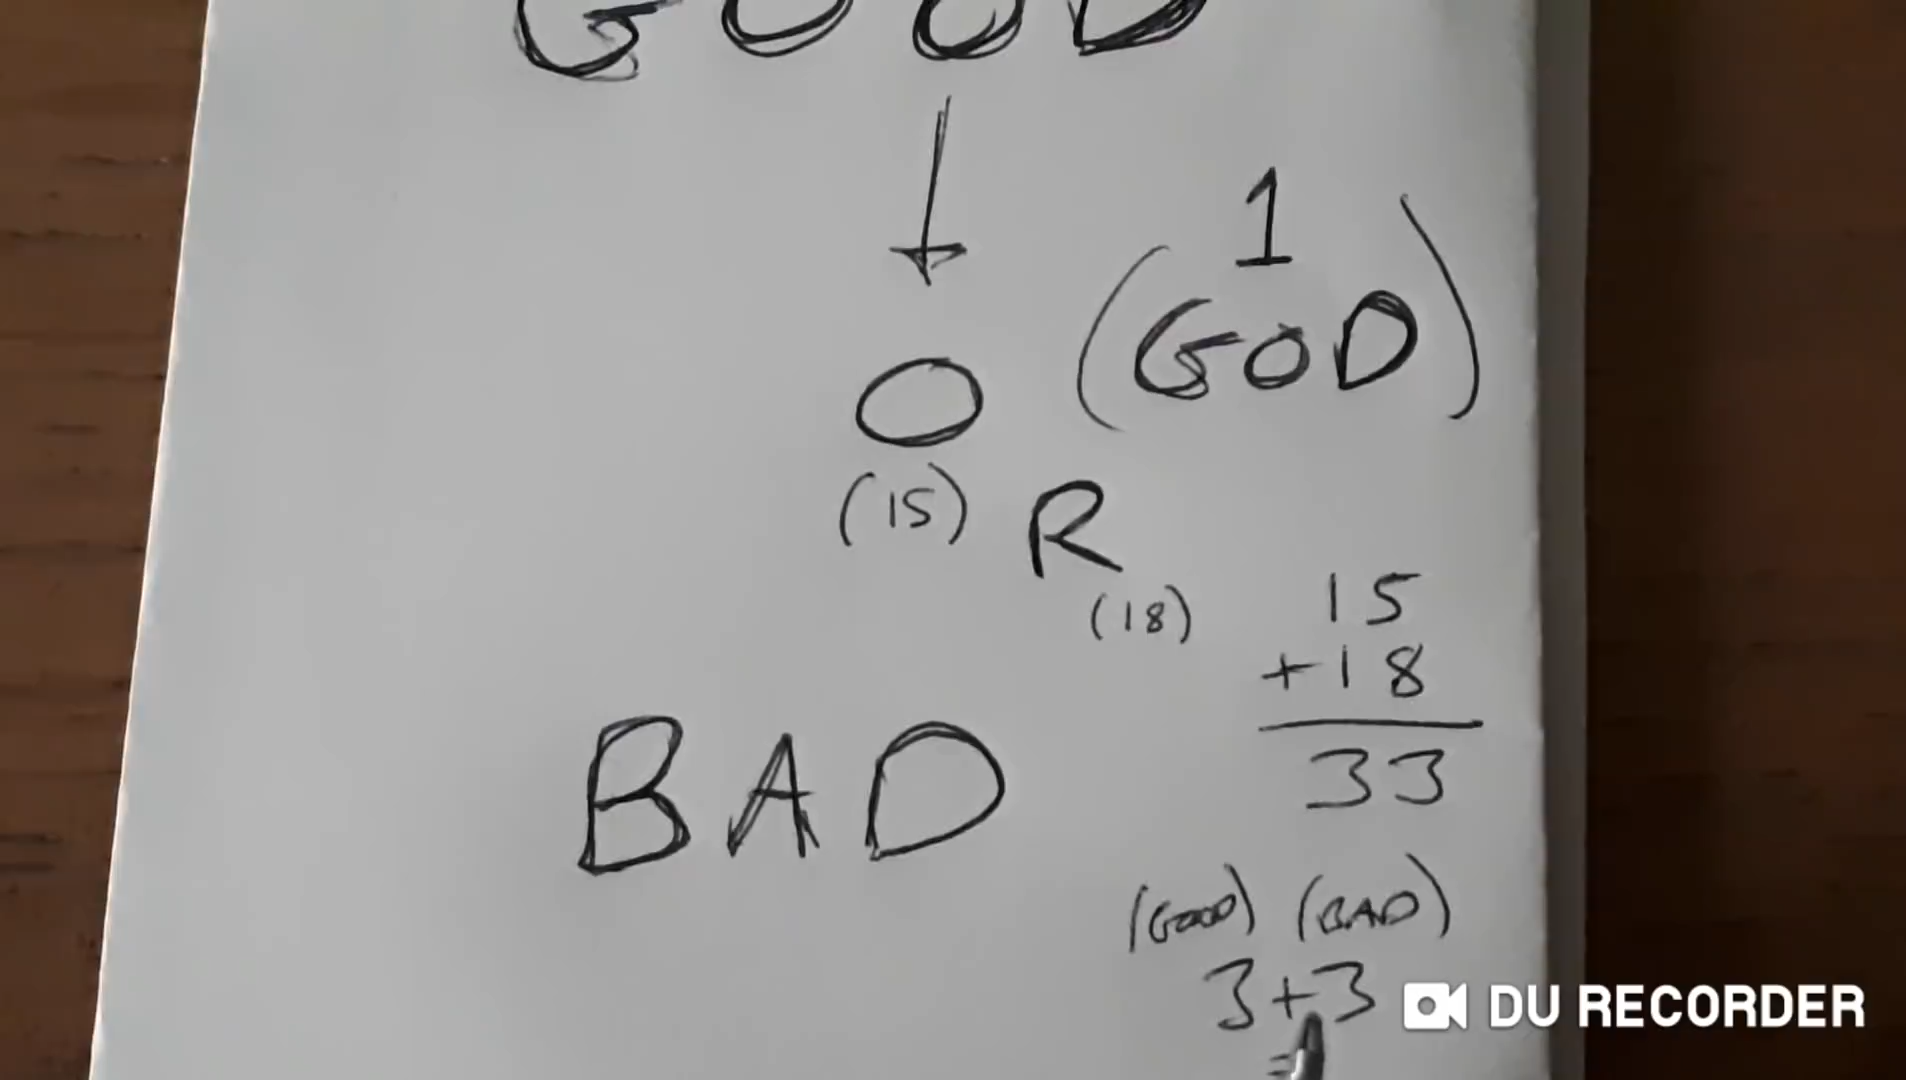 GOOD
1
(GOD)
O
(15)
R
(18)
15
+18
33
BAD
(GOOD) (BAD)
3+3
=
DU RECORDER